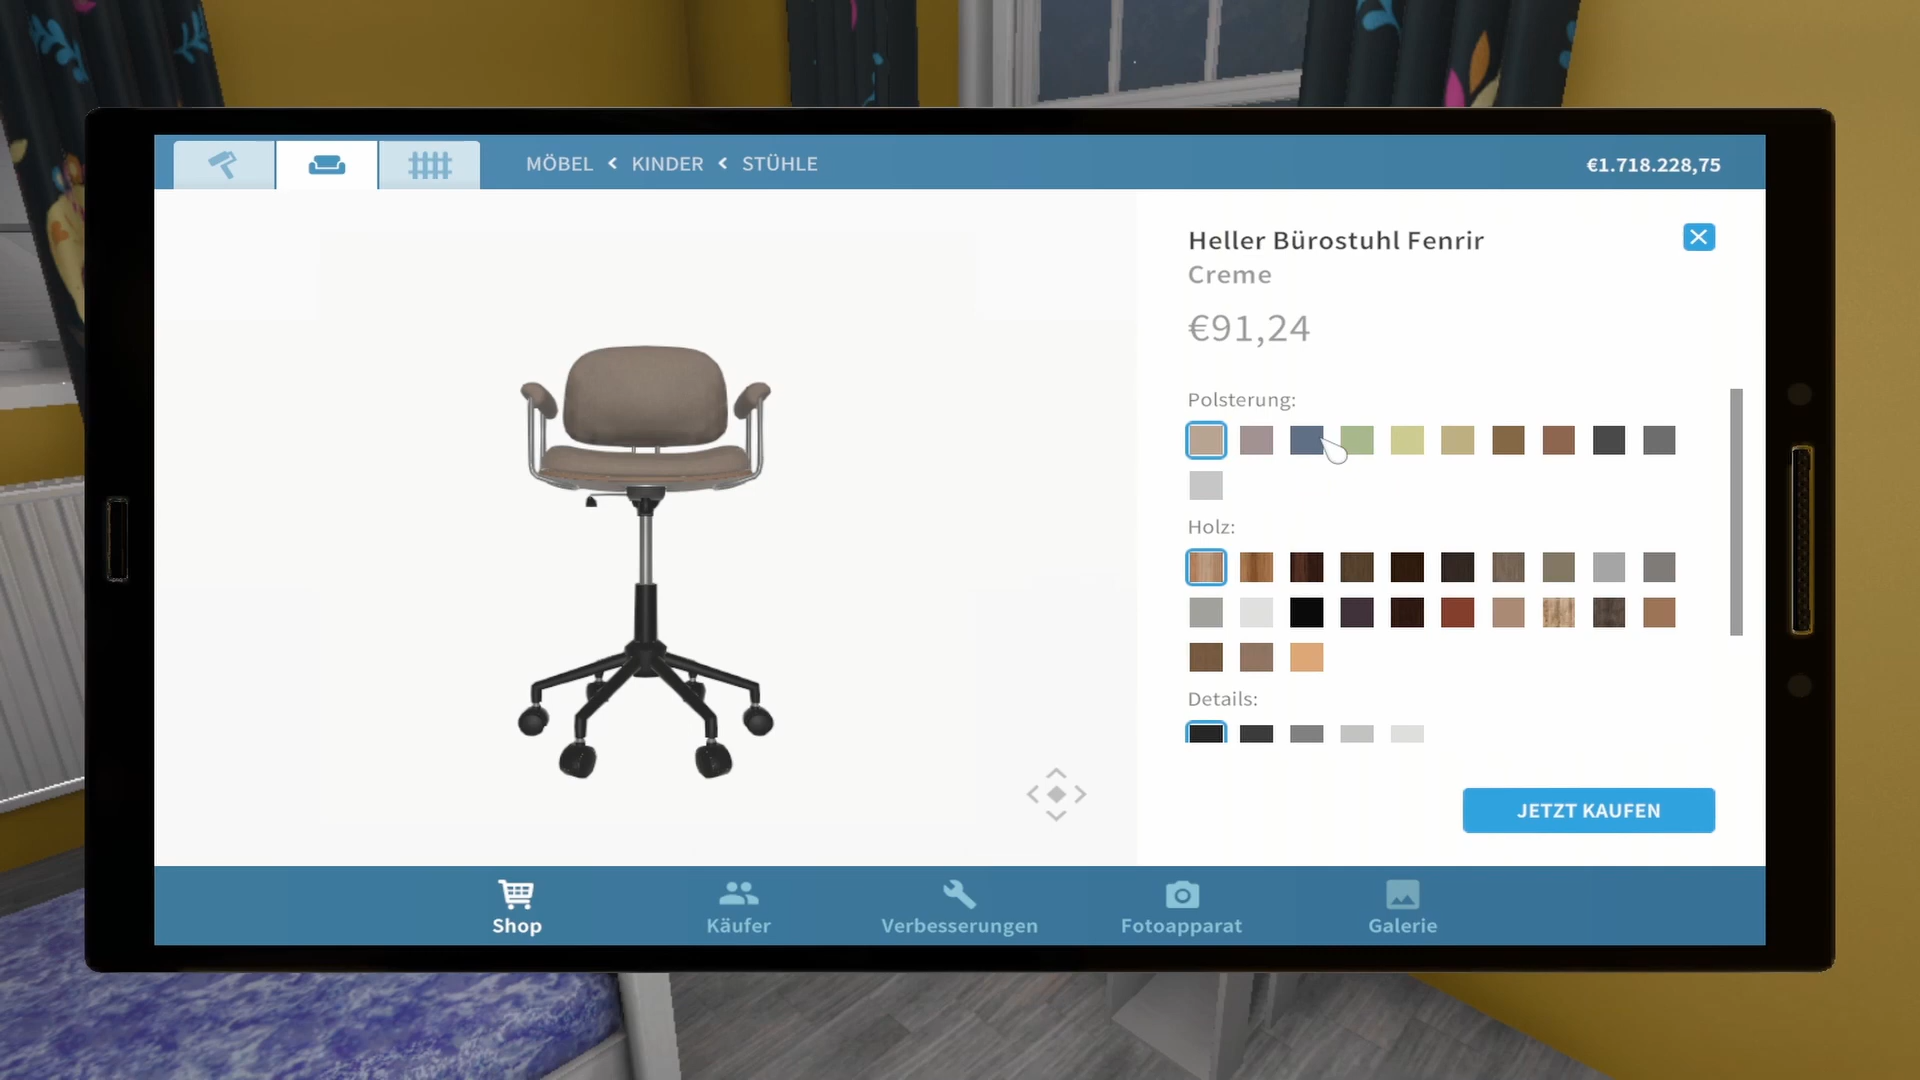 MÖBEL < KINDER < STÜHLE
€1.718.228,75
Heller Bürostuhl Fenrir
Creme
€91,24
Polsterung:
Holz:
Details:
JETZT KAUFEN
Shop
Käufer
Verbesserungen
Fotoapparat
Galerie